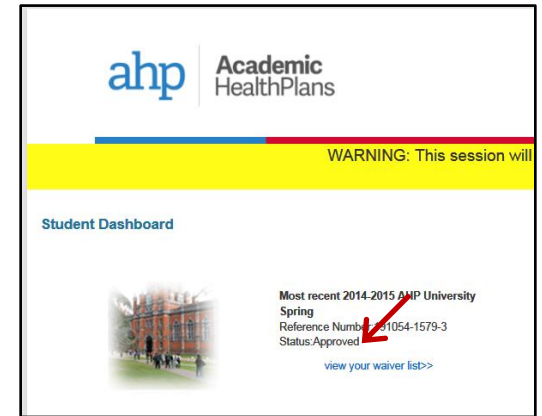 ahp
Academic
HealthPlans
WARNING: This session will
Student Dashboard
Most recent 2014-2015 AHP University
Spring
Reference Number: 91054-1579-3
Status:Approved
view your waiver list>>